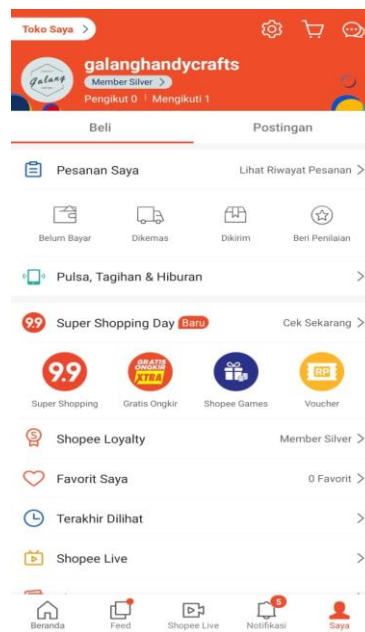 Toko Saya >
galanghandycrafts
Galang
Member Silver >
Pengikut 0 | Mengikuti 1
Beli Postingan
Pesanan Saya Lihat Riwayat Pesanan >
Belum Bayar Dikemas Dikirim Beri Penilaian
Pulsa, Tagihan & Hiburan >
9.9 Super Shopping Day Baru Cek Sekarang >
9.9 GRATIS ONGKIR XTRA RP
Super Shopping Gratis Ongkir Shopee Games Voucher
S Shopee Loyalty Member Silver >
Favorit Saya 0 Favorit >
Terakhir Dilihat >
Shopee Live >
5
Beranda Feed Shopee Live Notifikasi Saya